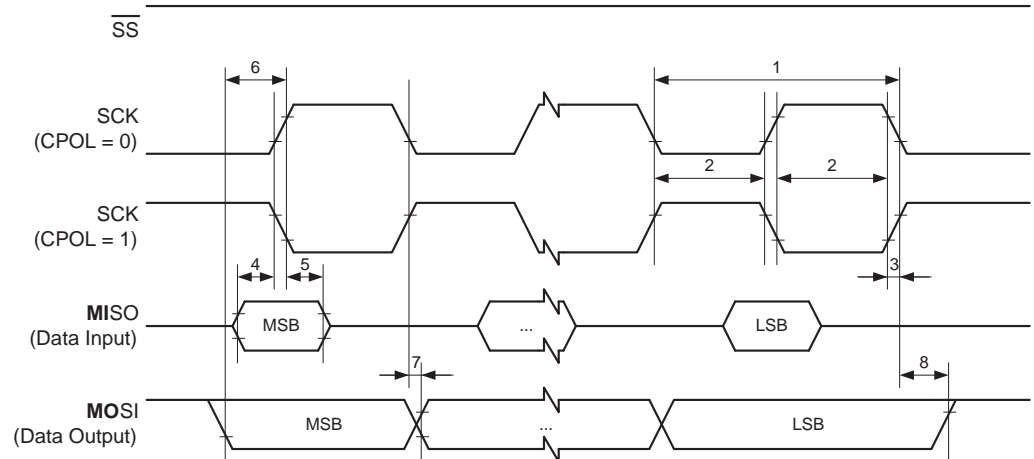 SS
6
1
SCK
(CPOL = 0)
2
2
SCK
(CPOL = 1)
4
5
3
MISO
(Data Input)
MSB
...
LSB
7
8
MOSI
(Data Output)
MSB
...
LSB